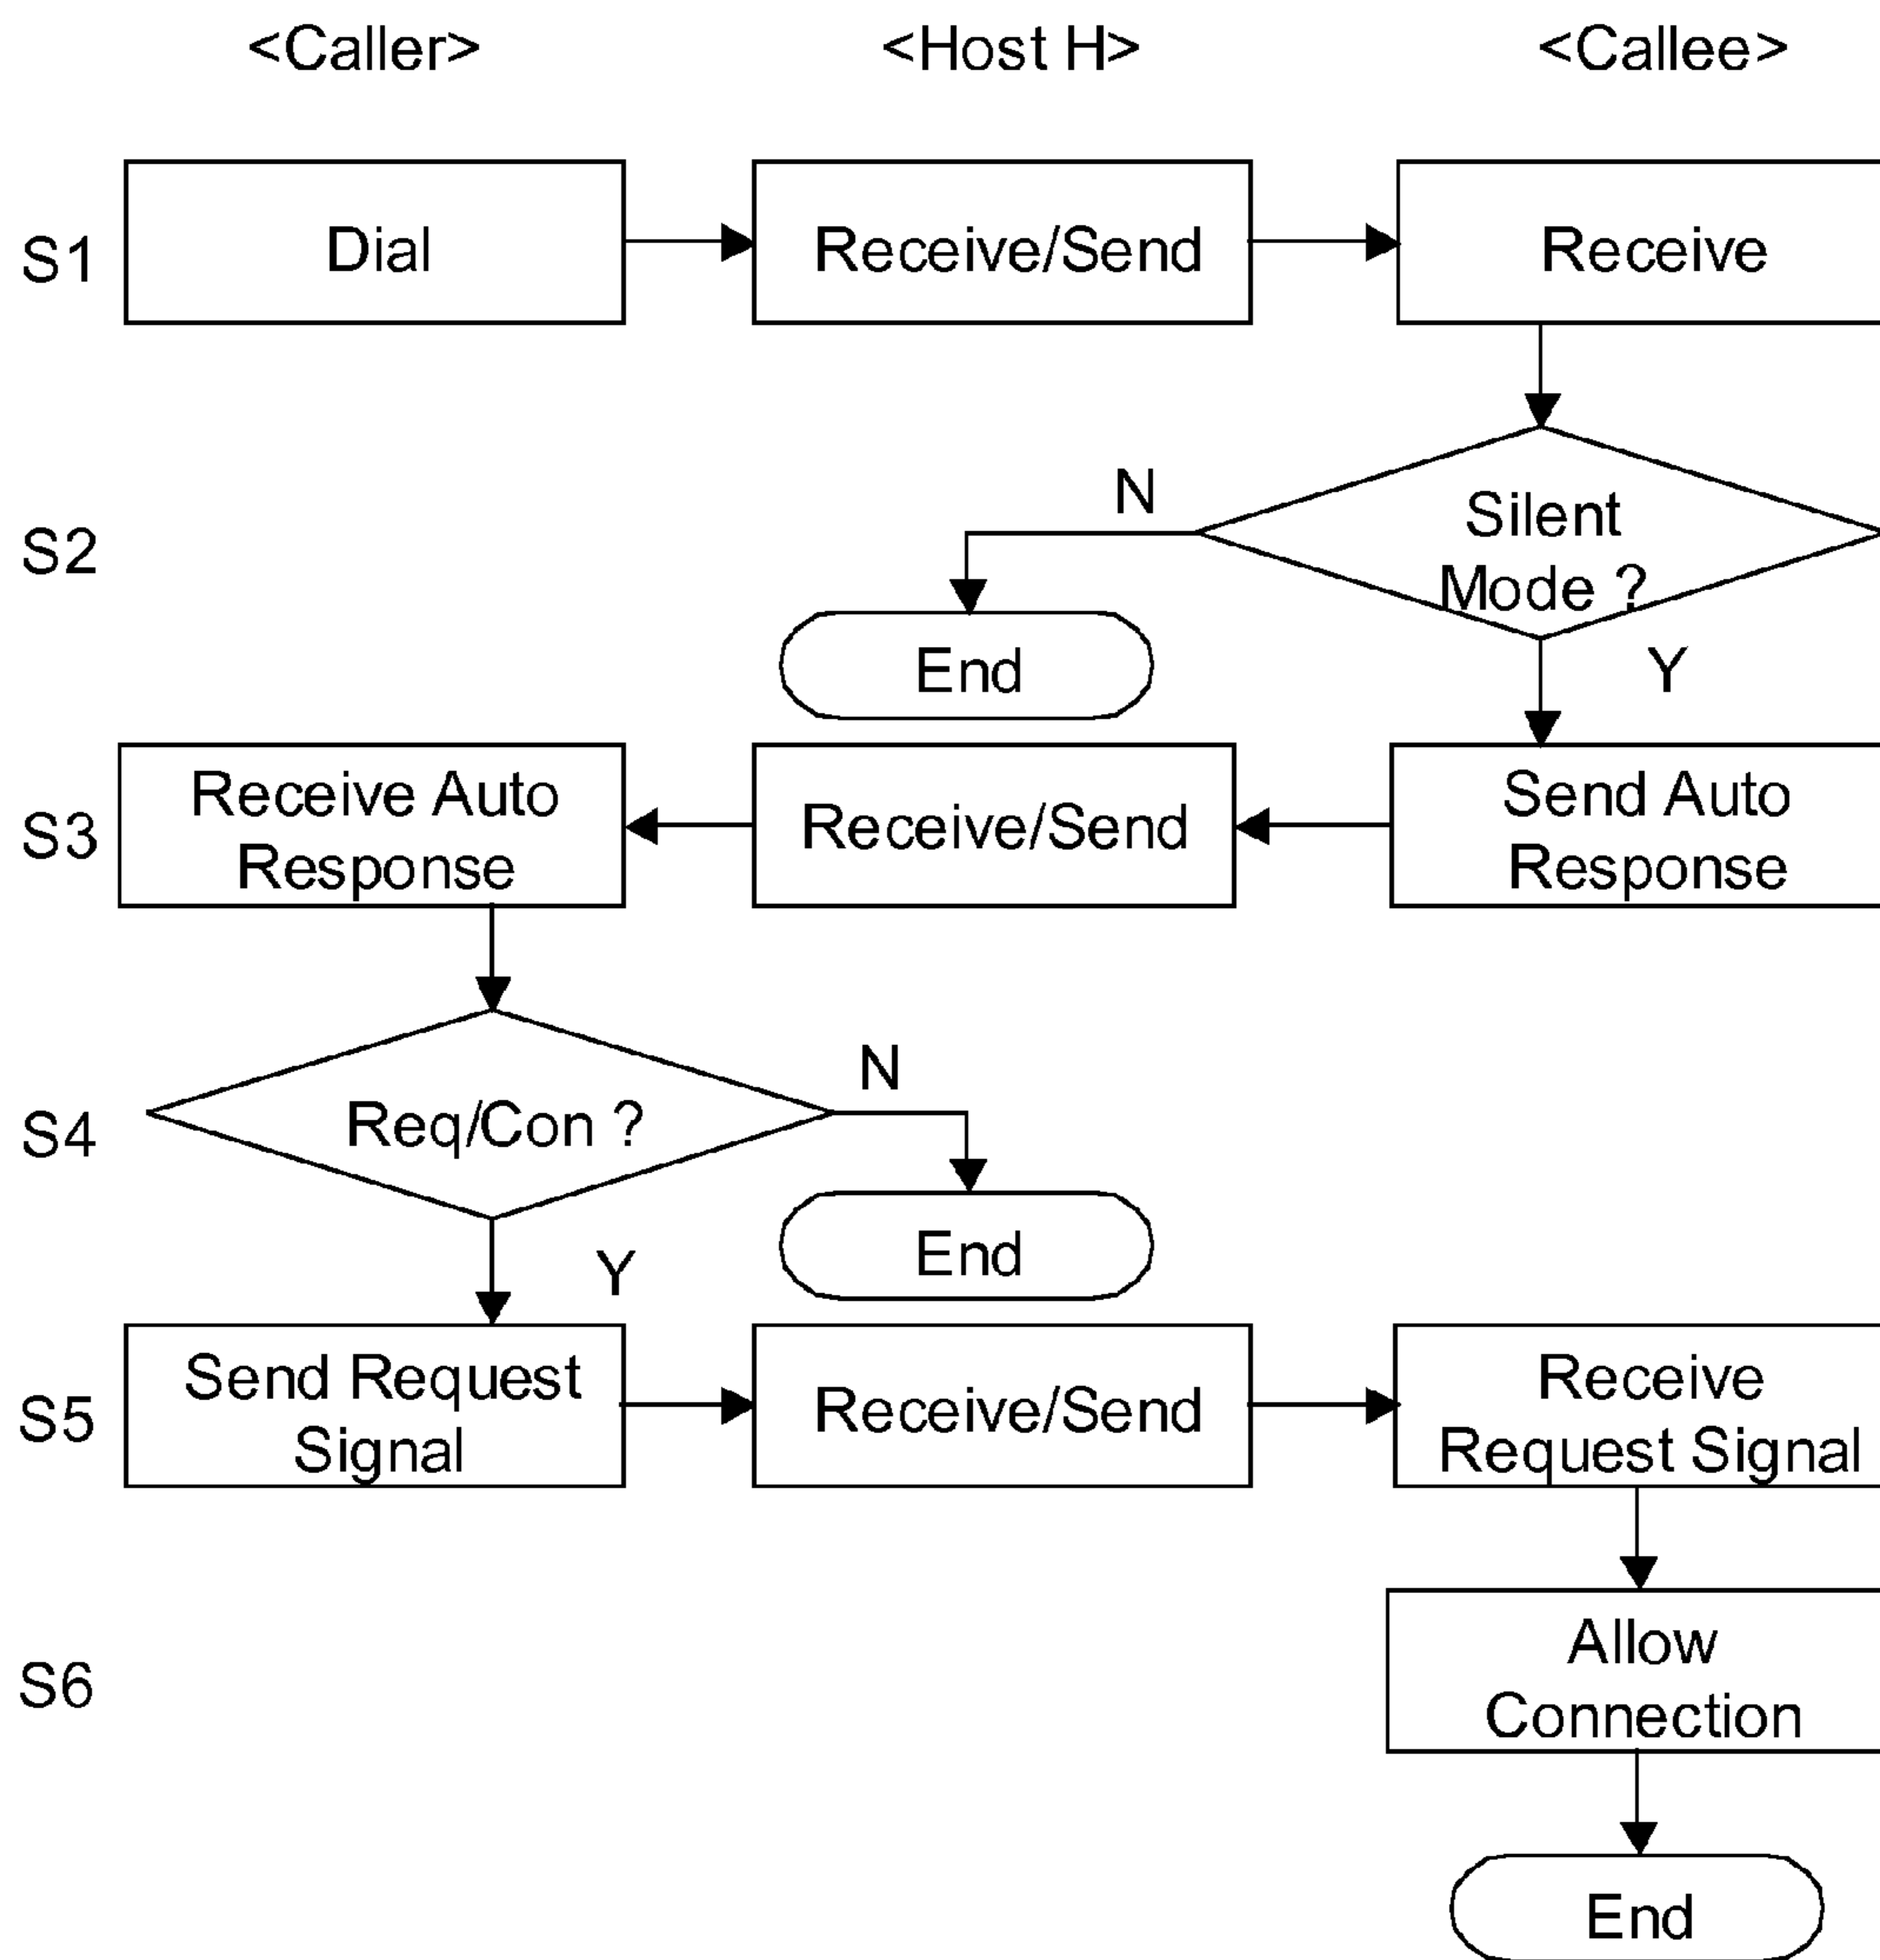 <Caller> <Host H> <Callee>
S1 Dial Receive/Send Receive
N
S2
Silent
Mode ?
End
Y
S3
Receive Auto
Response
Receive/Send
Send Auto
Response
N
S4
Req/Con ?
End
Y
S5
Send Request
Signal
Receive/Send
Receive
Request Signal
S6
Allow
Connection
End